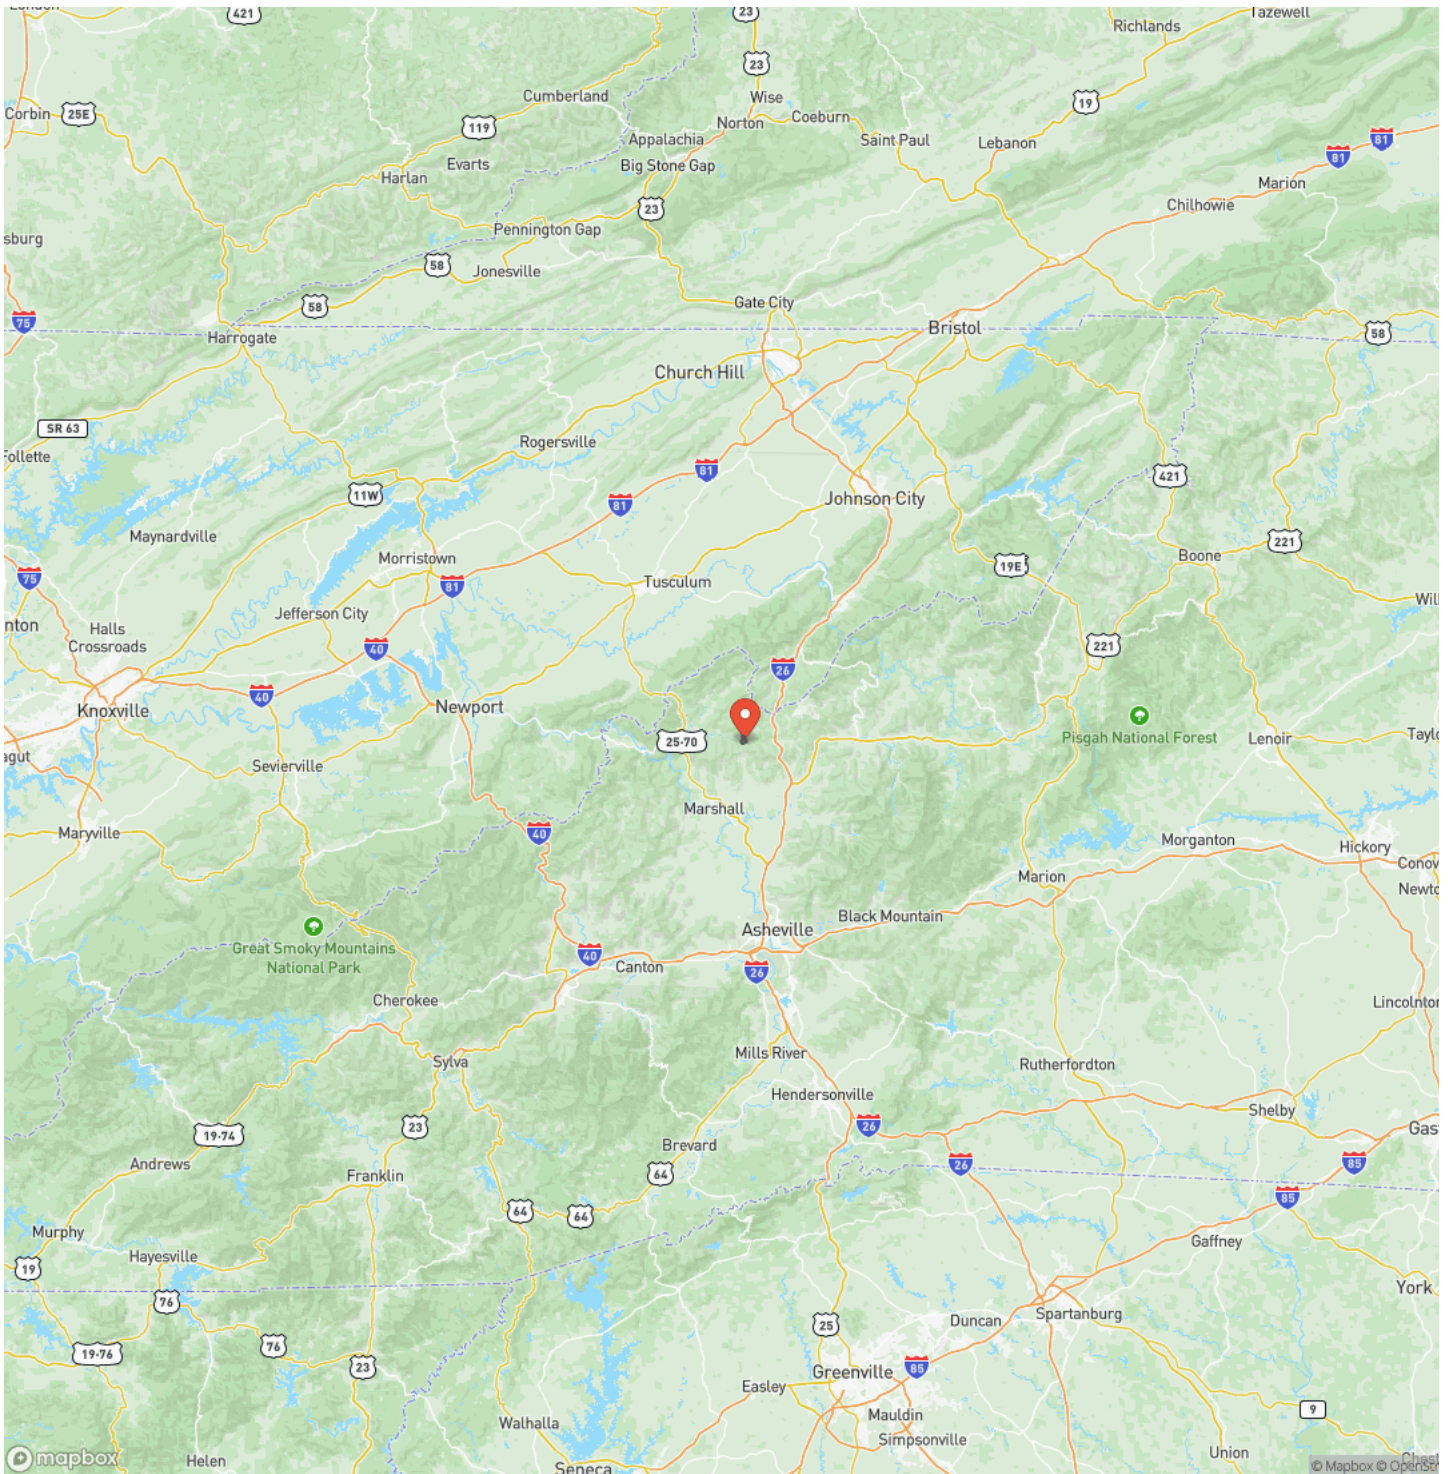 421
23
Tazewell
Richlands
23
Cumberland
Wise
19
Corbin
25E
119
Norton
Coeburn
Appalachia
Saint Paul
Lebanon
81
81
Evarts
Big Stone Gap
Harlan
Marion
23
Chilhowie
sburg
Pennington Gap
58
Jonesville
58
Gate City
75
Bristol
58
Harrogate
Church Hill
SR 63
Rogersville
Follette
81
421
11W
81
Johnson City
Maynardville
221
Morristown
Boone
75
81
19E
Tusculum
Wil
Jefferson City
nton
Halls
Crossroads
40
221
26
40
Newport
Knoxville
25-70
Pisgah National Forest
Lenoir
Taylo
agut
Sevierville
Marshall
Maryville
40
Morganton
Hickory
Conov
Marion
Newto
Black Mountain
Asheville
Great Smoky Mountains
National Park
40
Canton
26
Cherokee
Lincolnton
Mills River
Sylva
Rutherfordton
Hendersonville
Shelby
23
26
Gas
19-74
Brevard
Andrews
26
85
Franklin
64
85
64
64
Murphy
Gaffney
Hayesville
19
York
76
Spartanburg
Duncan
25
76
19-76
23
Greenville
85
Easley
9
Mauldin
Walhalla
Simpsonville
Union
mapbox
Helen
Seneca
© Mapbox © OpenStr